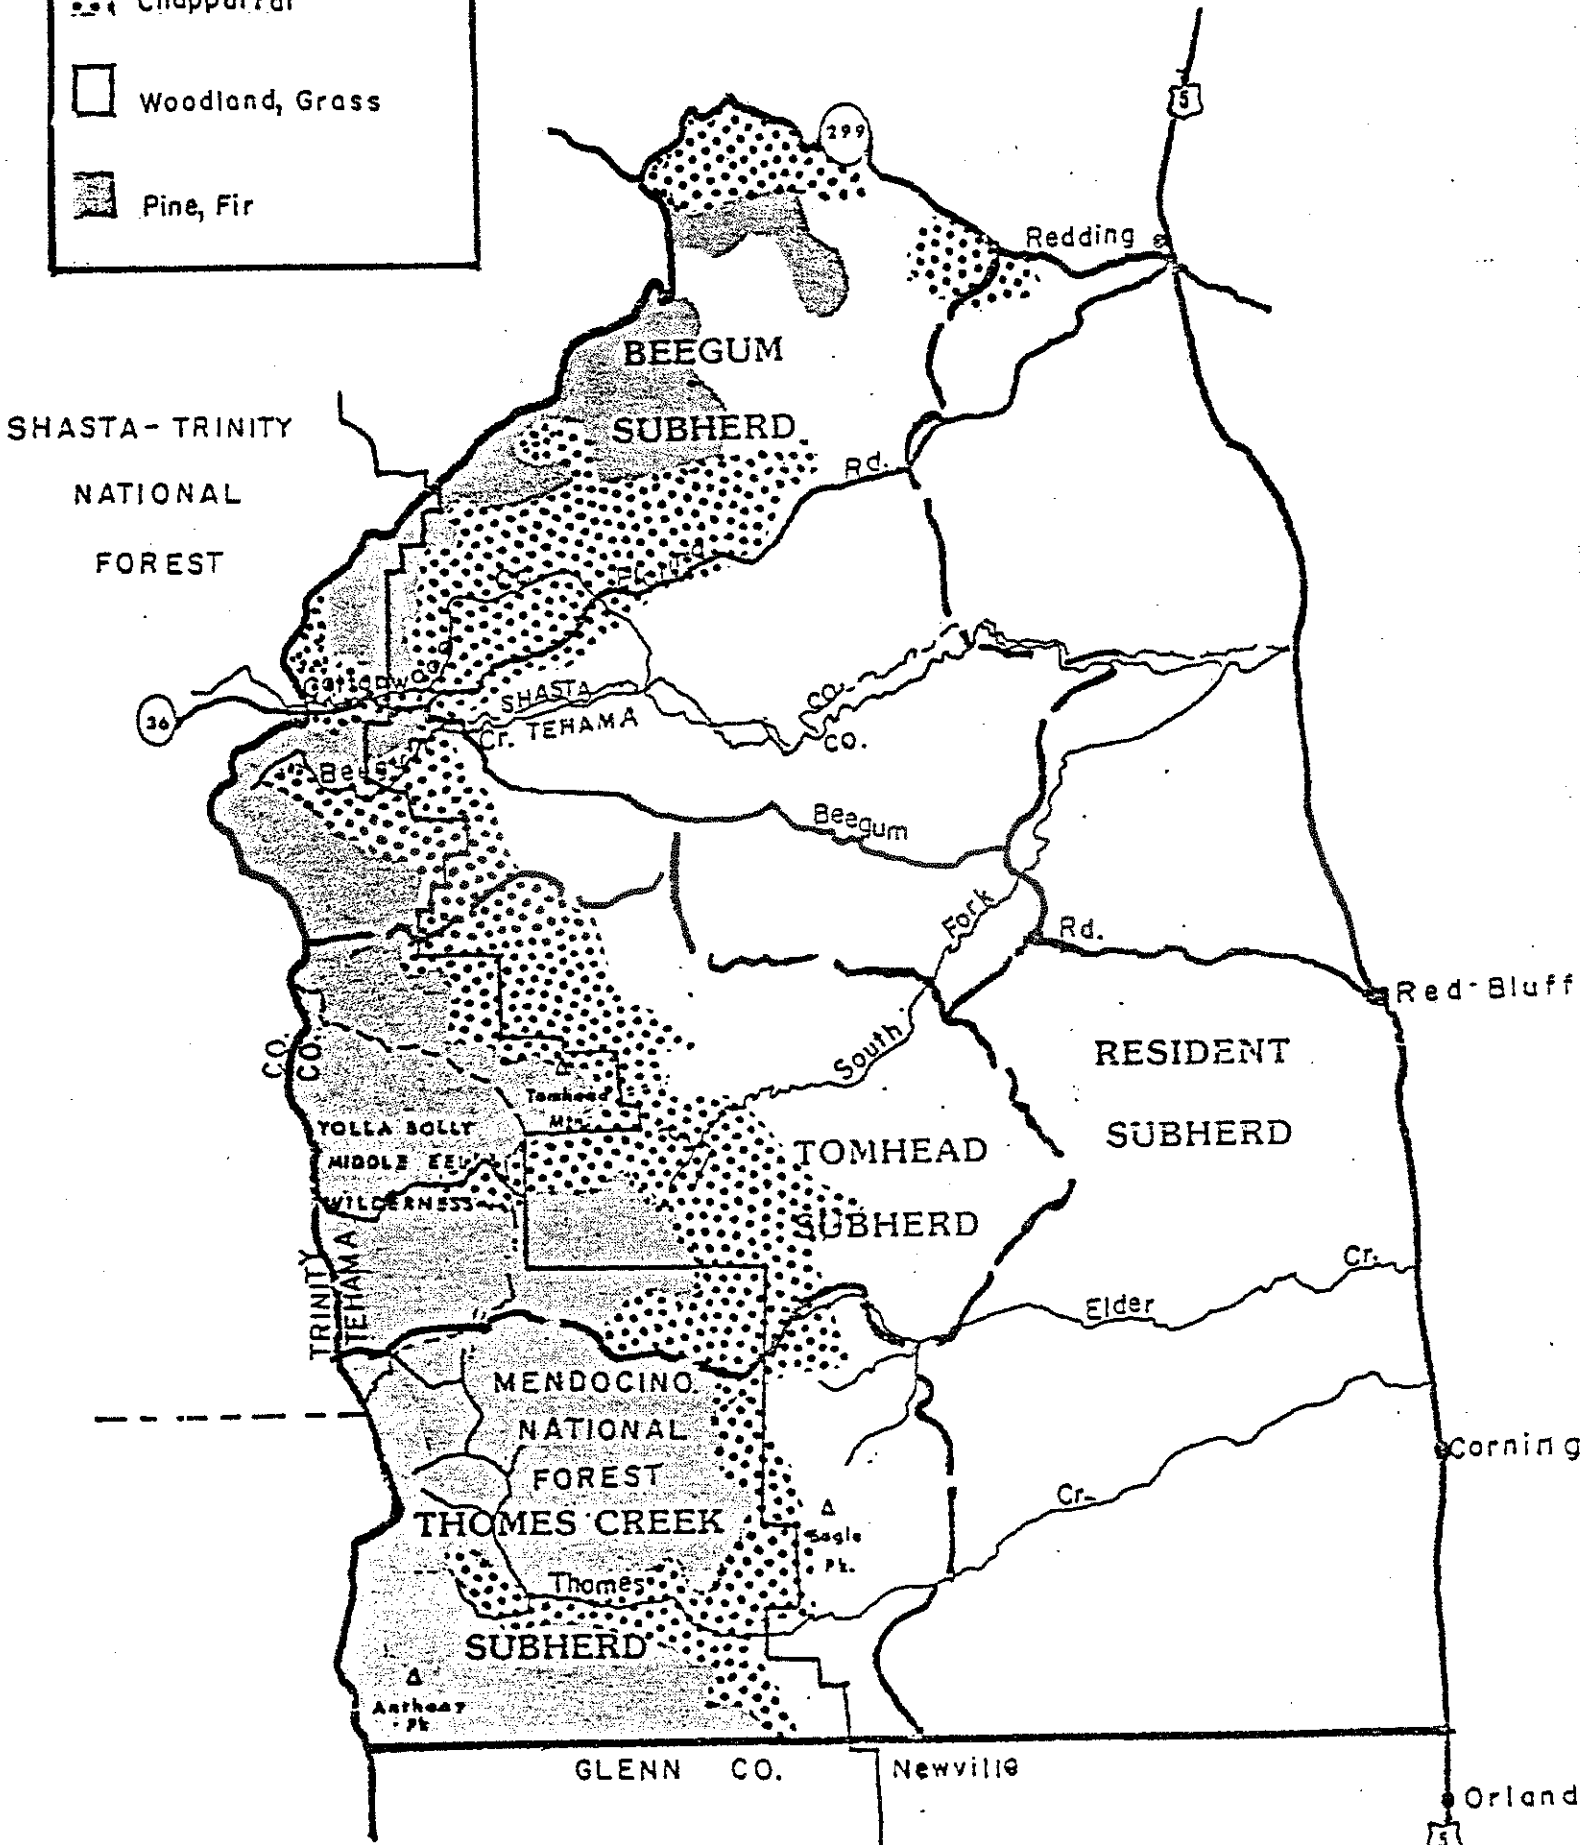 Chapparral
Woodland, Grass
Pine, Fir
5
299
Redding
BEEGUM
SUBHERD
SHASTA-TRINITY
NATIONAL
FOREST
Rd.
Cr.
Cottonwood
36
SHASTA CO.
TEHAMA CO.
Cr.
Beegum
Beegum
Fork
Rd.
Red-Bluff
South
CO.
CO.
RESIDENT
SUBHERD
Tomhead
Mtn.
YOLLA BOLLY
MIDDLE EEL
WILDERNESS
TOMHEAD
SUBHERD
TRINITY
TEHAMA
Elder
Cr.
MENDOCINO
NATIONAL
FOREST
THOMES CREEK
Corning
Cr.
Eagle
Pk.
Thomes
SUBHERD
Anthony
Pk
GLENN CO.
Newville
Orland
5